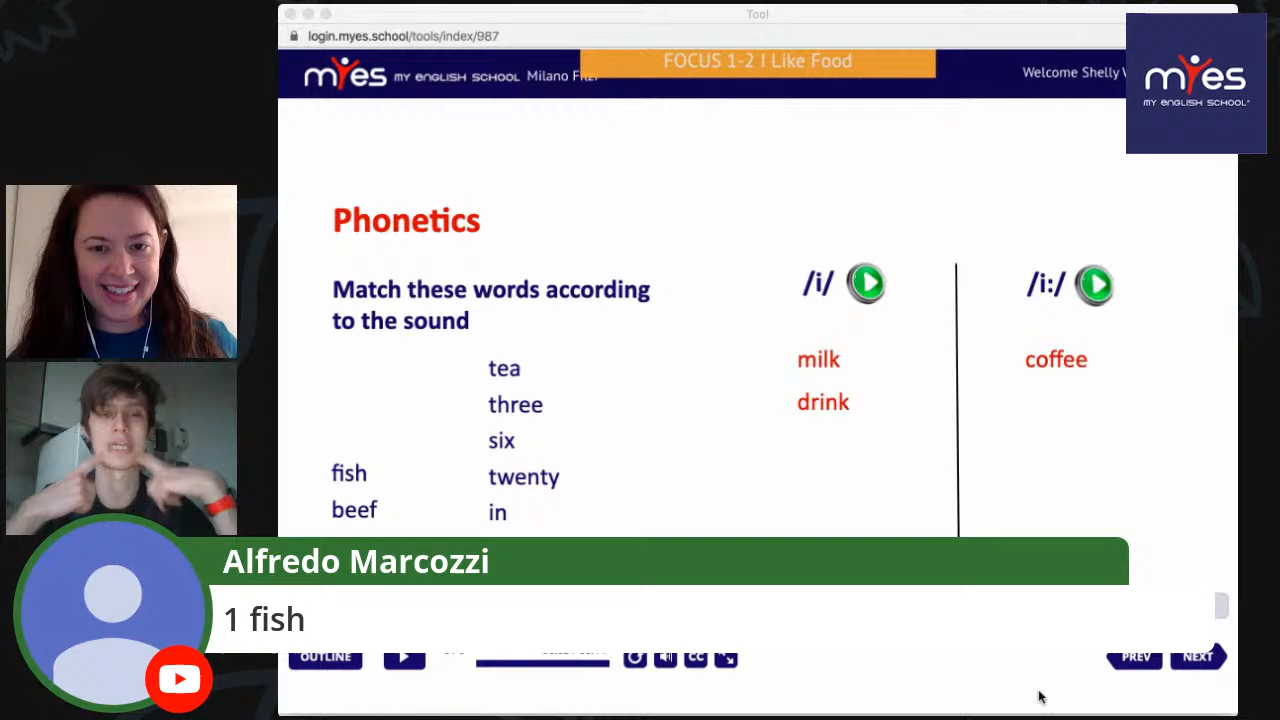 Tool
login.myes.school/tools/index/987
myes MY ENGLISH SCHOOL Milano
FOCUS 1-2 I Like Food
Welcome Shelly
myes
MY ENGLISH SCHOOL
Phonetics
Match these words according
to the sound
/i/
/i:/
tea
three
six
twenty
in
fish
beef
milk
drink
coffee
Alfredo Marcozzi
1 fish
OUTLINE
CC
PREV
NEXT